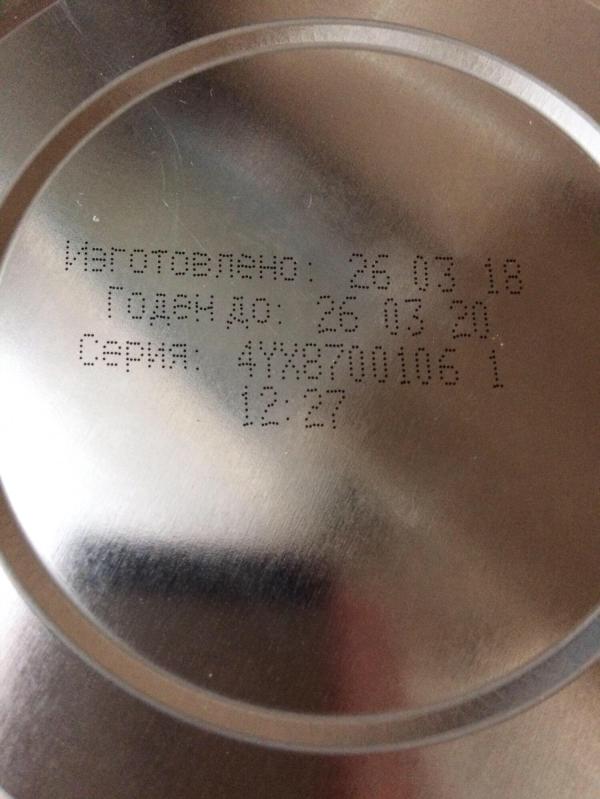 Изготовлено: 26 03 18
Годен до: 26 03 20
Серия: 4YX8700106 1
12:27